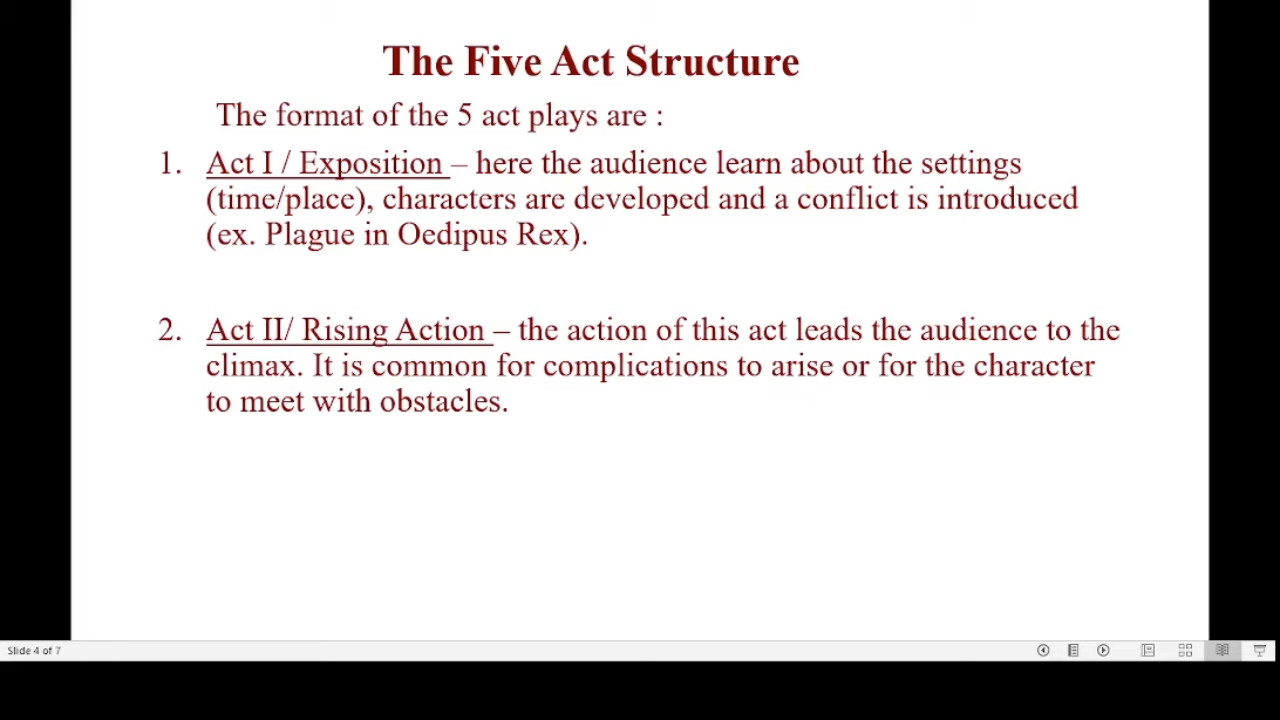 The Five Act Structure
The format of the 5 act plays are :
1. Act I / Exposition – here the audience learn about the settings
(time/place), characters are developed and a conflict is introduced
(ex. Plague in Oedipus Rex).
2. Act II/ Rising Action – the action of this act leads the audience to the
climax. It is common for complications to arise or for the character
to meet with obstacles.
Slide 4 of 7